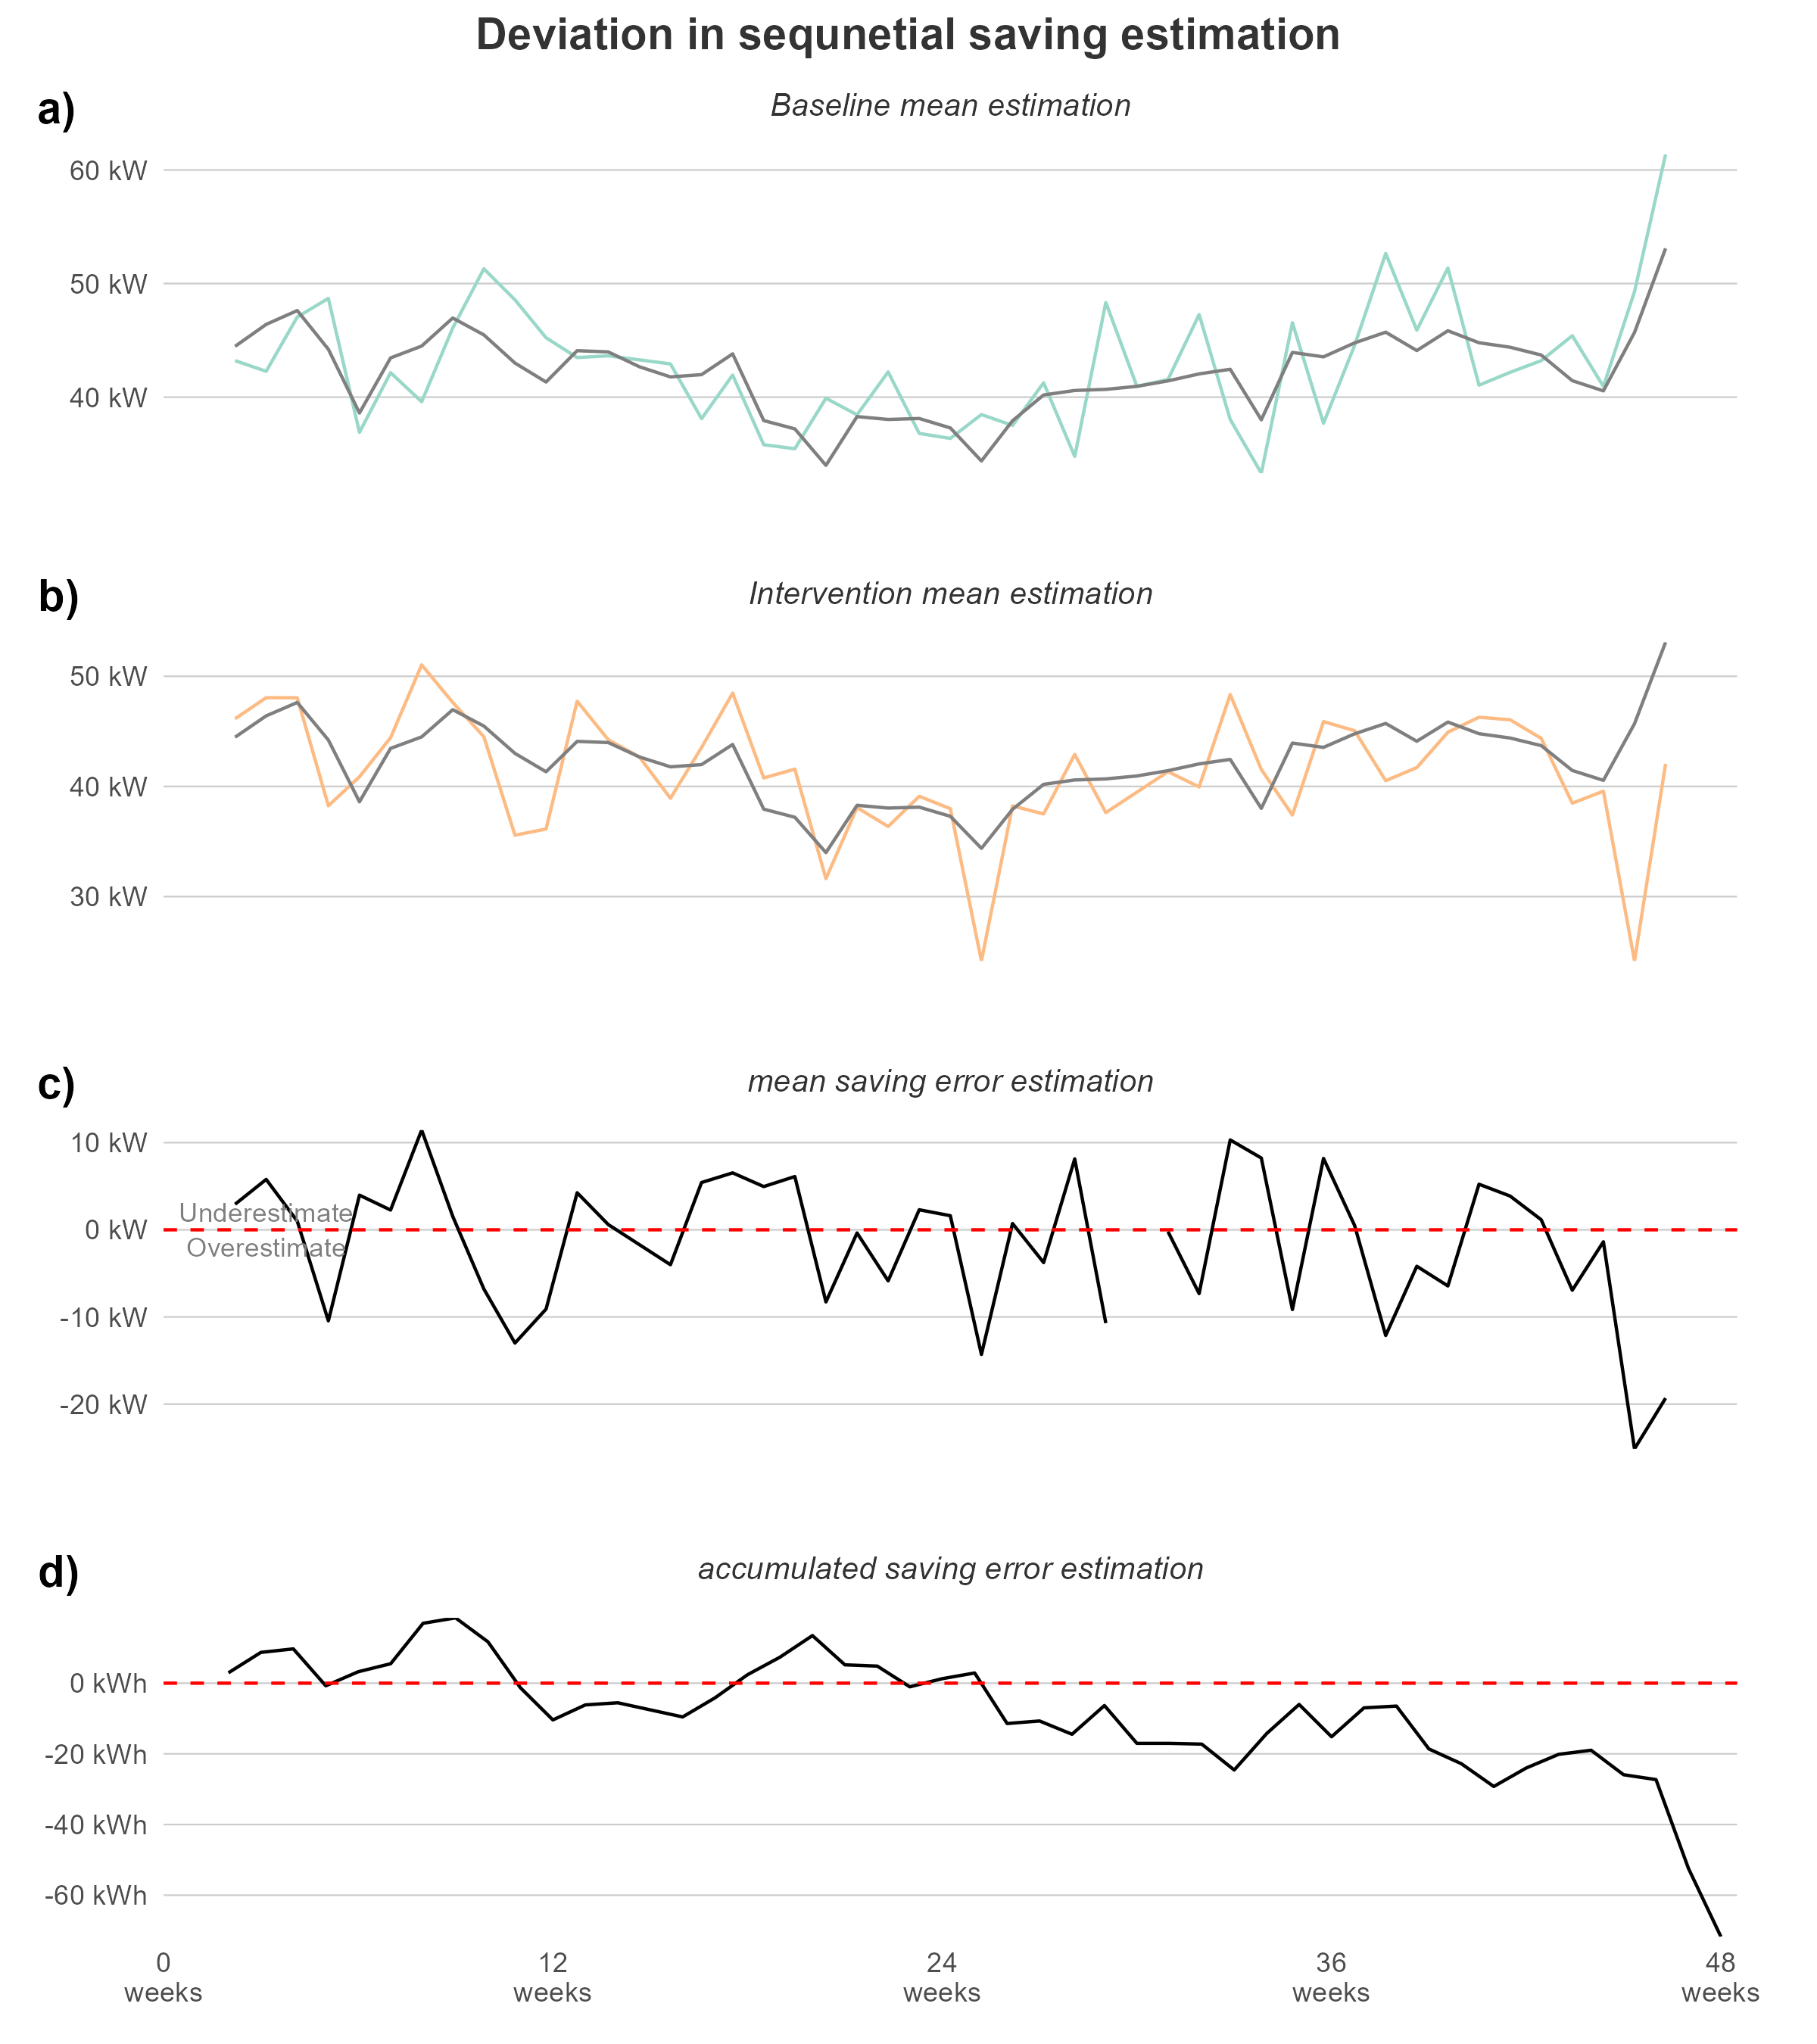 Deviation in sequnetial saving estimation
a)
Baseline mean estimation
60 kW
50 kW
40 kW
b)
Intervention mean estimation
50 kW
40 kW
30 kW
c)
mean saving error estimation
10 kW
Underestimate
0 kW
Overestimate
-10 kW
-20 kW
d)
accumulated saving error estimation
0 kWh
-20 kWh
-40 kWh
-60 kWh
0 12 24 36 48
weeks weeks weeks weeks weeks